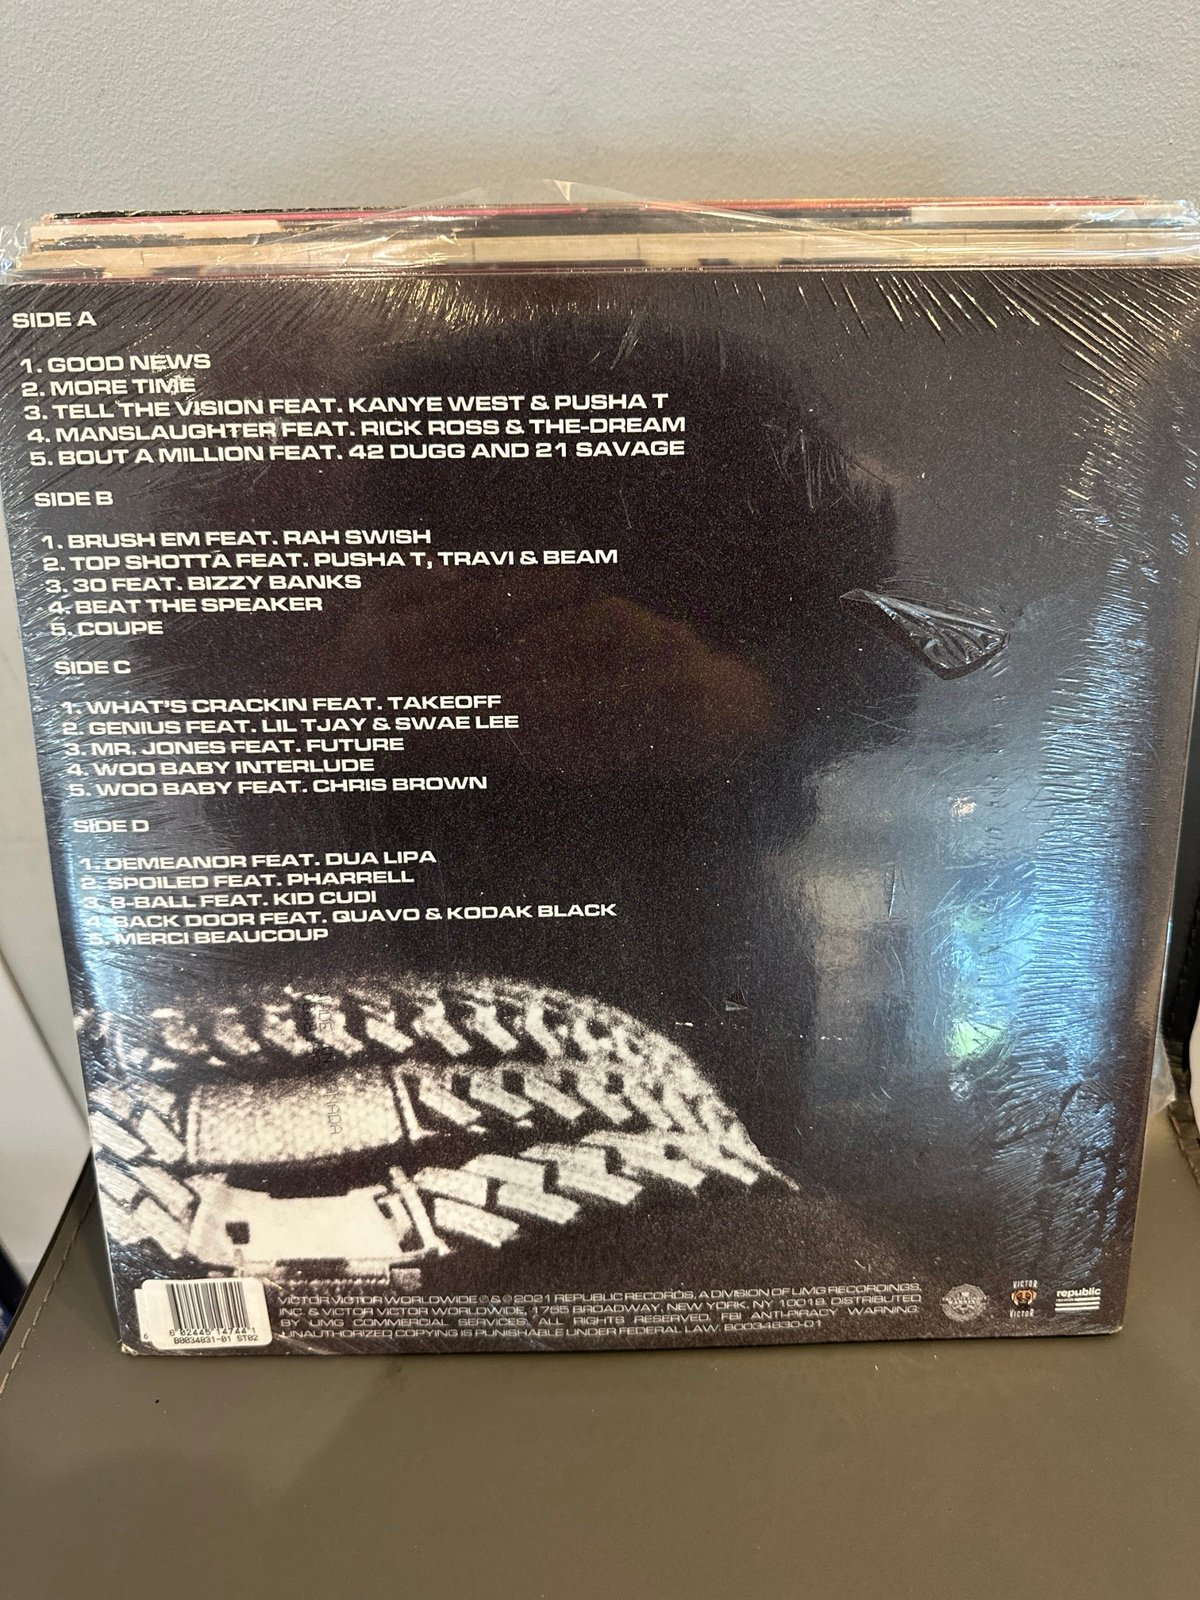 SIDE A
1. GOOD NEWS
2. MORE TIME
3. TELL THE VISION FEAT. KANYE WEST & PUSHA T
4. MANSLAUGHTER FEAT. RICK ROSS & THE-DREAM
5. BOUT A MILLION FEAT. 42 DUGG AND 21 SAVAGE
SIDE B
1. BRUSH EM FEAT. RAH SWISH
2. TOP SHOTTA FEAT. PUSHA T, TRAVI & BEAM
3. 30 FEAT. BIZZY BANKS
4. BEAT THE SPEAKER
5. COUPE
SIDE C
1. WHAT'S CRACKIN FEAT. TAKEOFF
2. GENIUS FEAT. LIL TJAY & SWAE LEE
3. MR. JONES FEAT. FUTURE
4. WOO BABY INTERLUDE
5. WOO BABY FEAT. CHRIS BROWN
SIDE D
1. DEMEANOR FEAT. DUA LIPA
2. SPOILED FEAT. PHARRELL
3. 8-BALL FEAT. KID CUDI
4. BACK DOOR FEAT. QUAVO & KODAK BLACK
5. MERCI BEAUCOUP
VICTOR VICTOR WORLDWIDE ℗ & © 2021 REPUBLIC RECORDS, A DIVISION OF UMG RECORDINGS,
INC. & VICTOR VICTOR WORLDWIDE, 1755 BROADWAY, NEW YORK, NY 10019. DISTRIBUTED
BY UMG COMMERCIAL SERVICES. ALL RIGHTS RESERVED. FBI ANTI-PIRACY WARNING:
UNAUTHORIZED COPYING IS PUNISHABLE UNDER FEDERAL LAW. B0034830-01
VICTOR
VICTOR
republic
6 02445 74744 1
B0034831-01 ST02